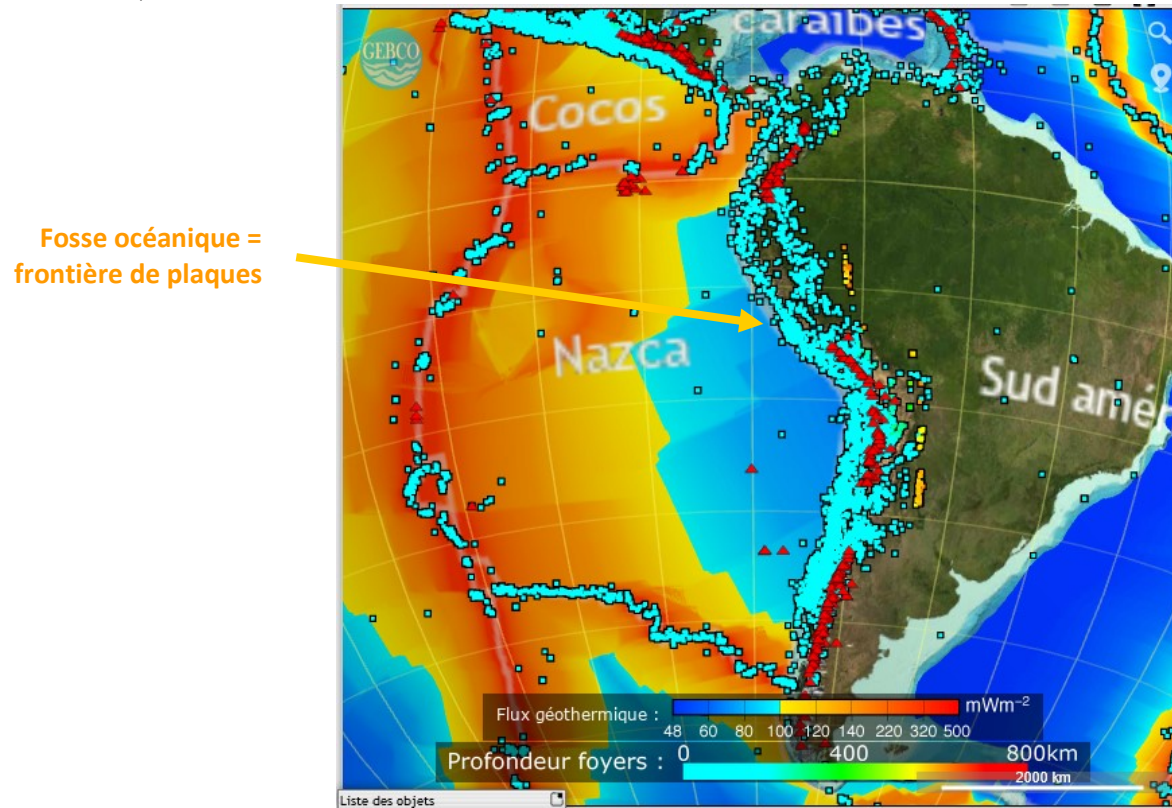 caraïbes
GEBCO
Cocos
Fosse océanique =
frontière de plaques
Nazca
Sud amé
Flux géothermique :
mWm⁻²
48 60 80 100 120 140 220 320 500
Profondeur foyers :
0 400 800km
2000 km
Liste des objets